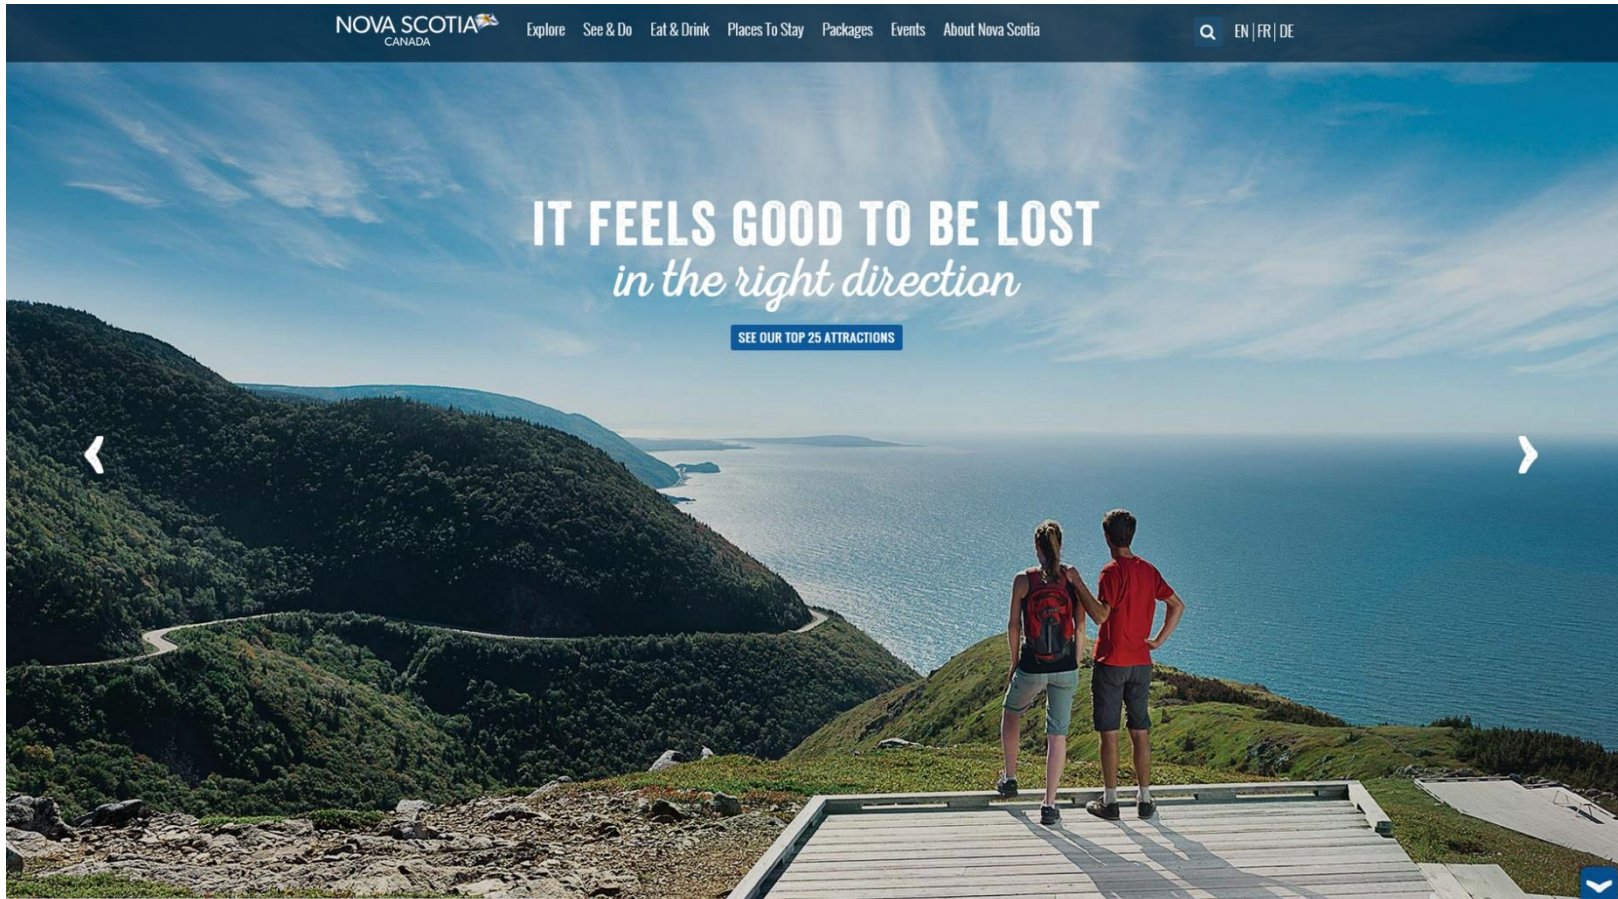 NOVA SCOTIA
CANADA
Explore See & Do Eat & Drink Places To Stay Packages Events About Nova Scotia
EN | FR | DE
IT FEELS GOOD TO BE LOST
in the right direction
SEE OUR TOP 25 ATTRACTIONS